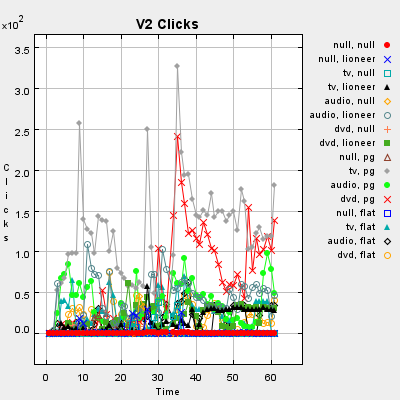 V2 Clicks
x10²
3.5
3.0
2.5
2.0
1.5
1.0
0.5
0.0
Clicks
0
10
20
30
40
50
60
Time
null, null
null, lioneer
tv, null
tv, lioneer
audio, null
audio, lioneer
dvd, null
dvd, lioneer
null, pg
tv, pg
audio, pg
dvd, pg
null, flat
tv, flat
audio, flat
dvd, flat